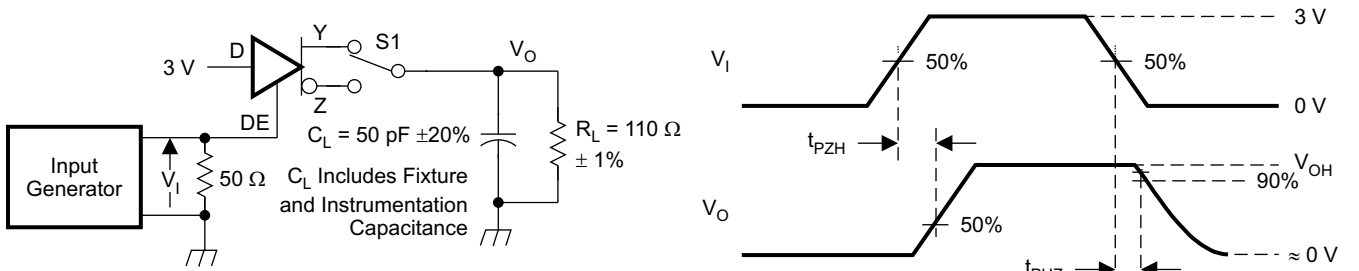 3 V
D
Y
S1
Z
DE
V_O
Input
Generator
V_I
50 Ω
C_L = 50 pF ±20%
C_L Includes Fixture
and Instrumentation
Capacitance
R_L = 110 Ω
± 1%
V_I
50%
50%
3 V
0 V
t_PZH
V_O
50%
V_OH
90%
≈ 0 V
t_PHZ